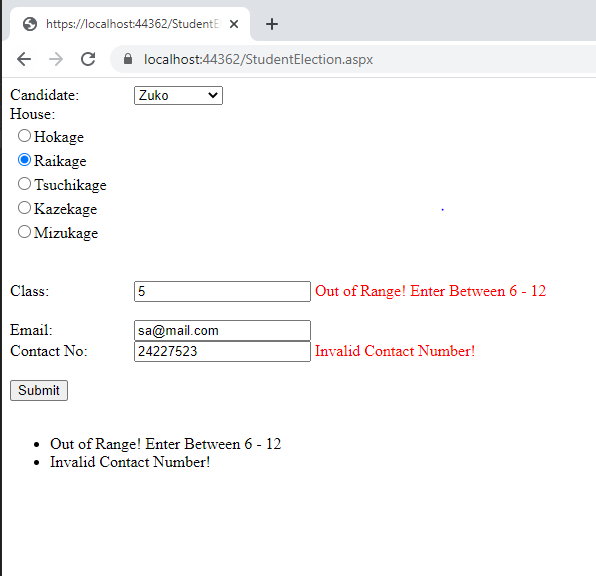 https://localhost:44362/StudentE
localhost:44362/StudentElection.aspx
Candidate: Zuko
House:
Hokage
Raikage
Tsuchikage
Kazekage
Mizukage
Class: 5 Out of Range! Enter Between 6 - 12
Email: sa@mail.com
Contact No: 24227523 Invalid Contact Number!
Submit
Out of Range! Enter Between 6 - 12
Invalid Contact Number!